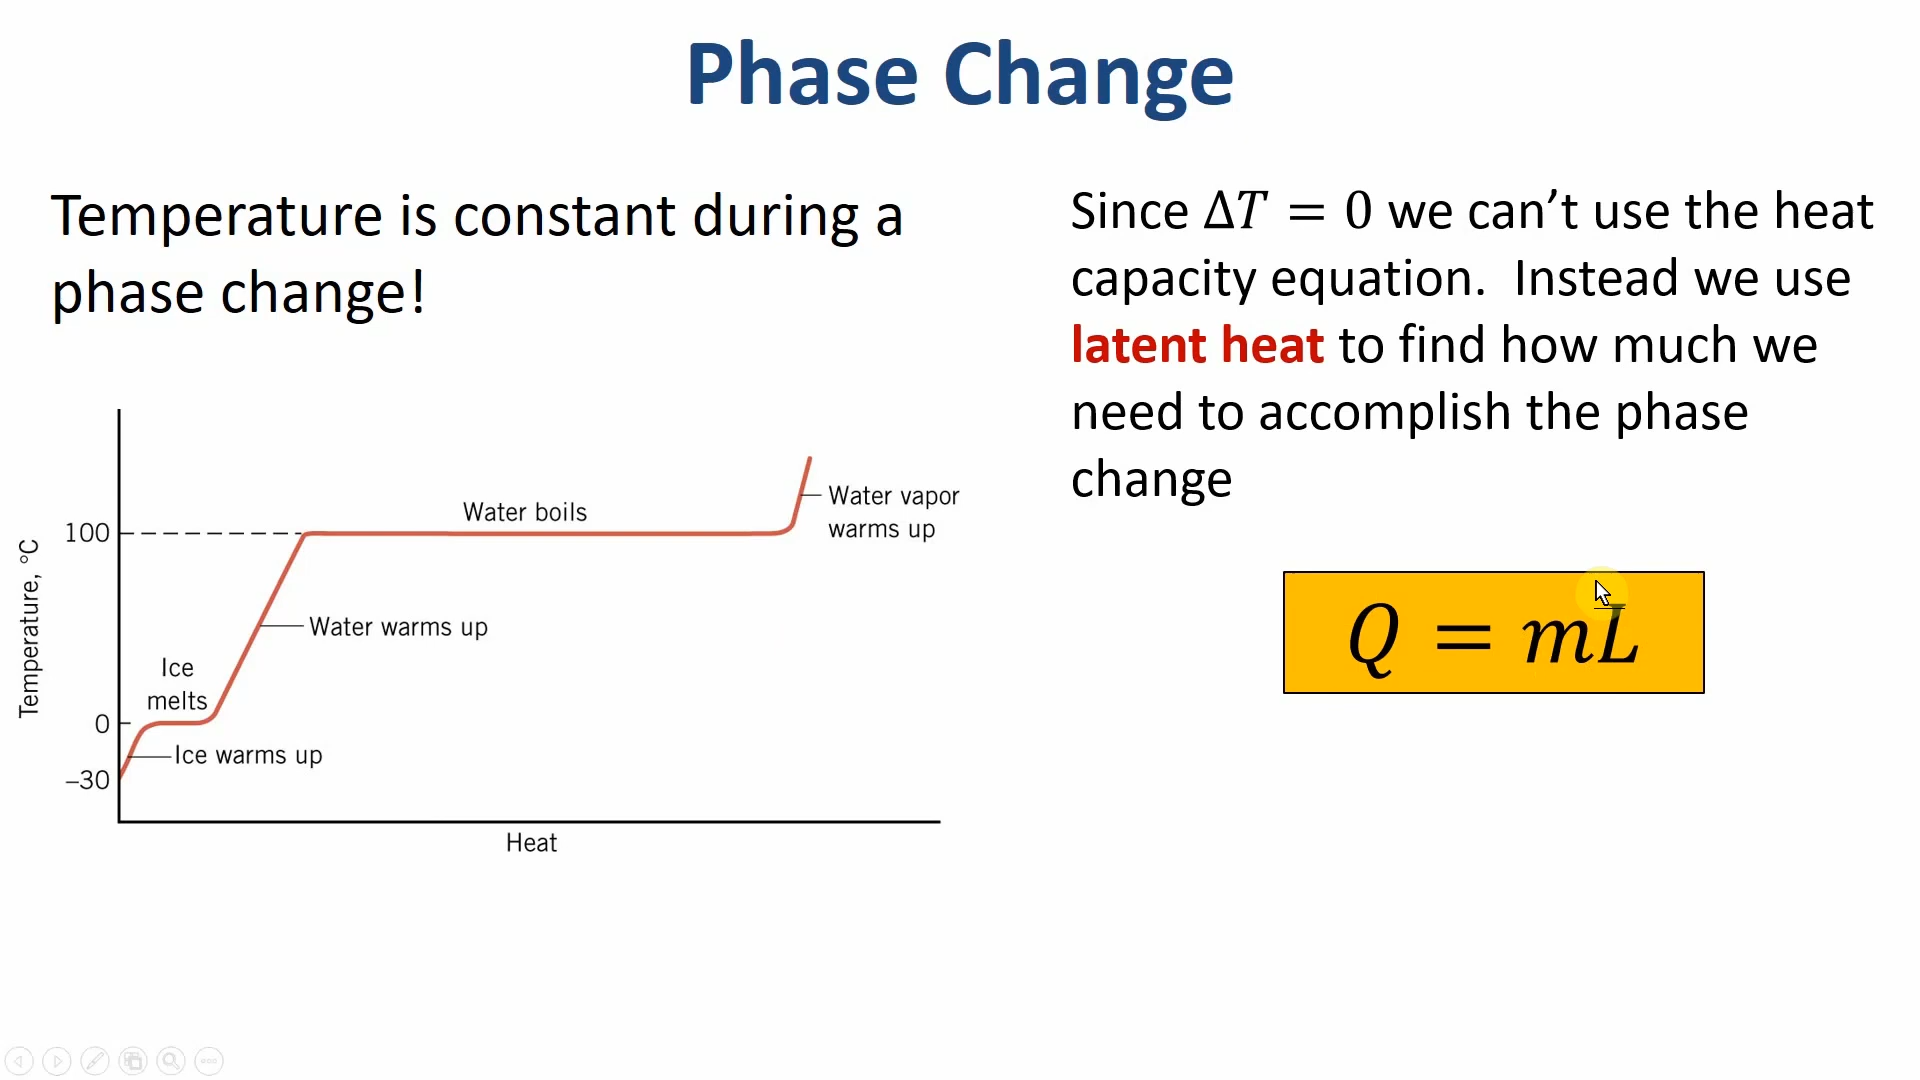 Phase Change
Temperature is constant during a
phase change!
Since Δ𝑇 = 0 we can’t use the heat
capacity equation.  Instead we use
latent heat to find how much we
need to accomplish the phase
change
𝑄 = 𝑚𝐿
Temperature, °C
100
0
–30
Water boils
Water vapor
warms up
Water warms up
Ice
melts
Ice warms up
Heat